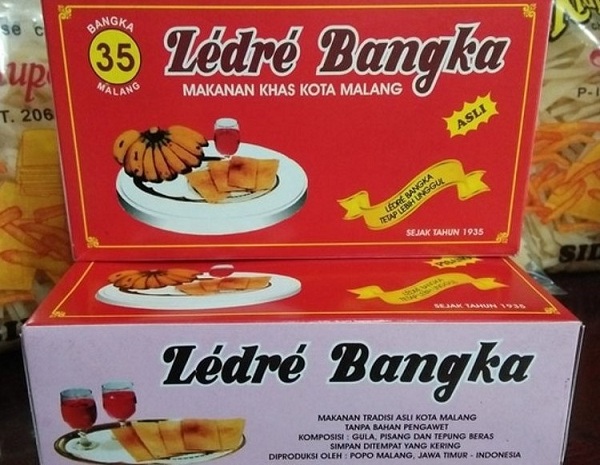 BANGKA
35
MALANG
Lédré Bangka
MAKANAN KHAS KOTA MALANG
ASLI
LÉDRÉ BANGKA
TETAP LEBIH UNGGUL
SEJAK TAHUN 1935
T. 206
P-I
SEJAK TAHUN 1935
Lédré Bangka
MAKANAN TRADISI ASLI KOTA MALANG
TANPA BAHAN PENGAWET
KOMPOSISI : GULA, PISANG DAN TEPUNG BERAS
SIMPAN DITEMPAT YANG KERING
DIPRODUKSI OLEH : POPO MALANG, JAWA TIMUR - INDONESIA